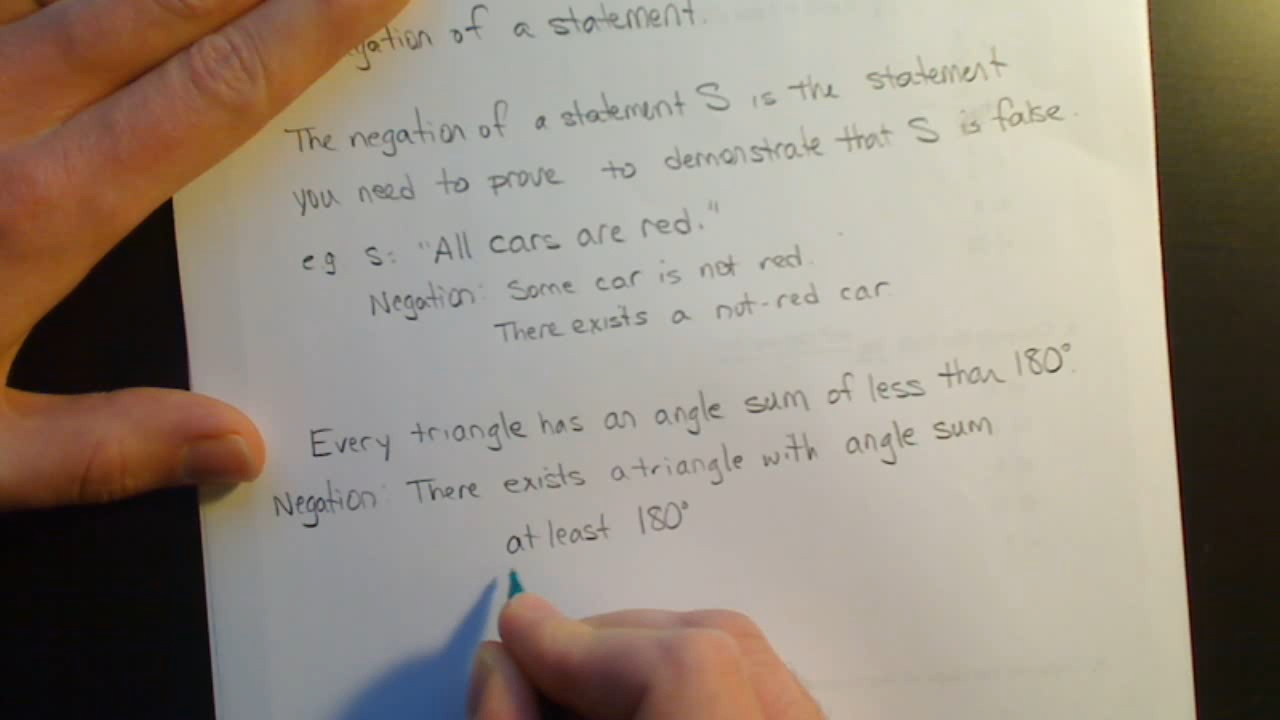 of a statement.
The negation of a statement S is the statement
you need to prove to demonstrate that S is false.
eg S: "All cars are red."
Negation: Some car is not red.
There exists a not-red car.
Every triangle has an angle sum of less than 180°.
Negation: There exists a triangle with angle sum
at least 180°